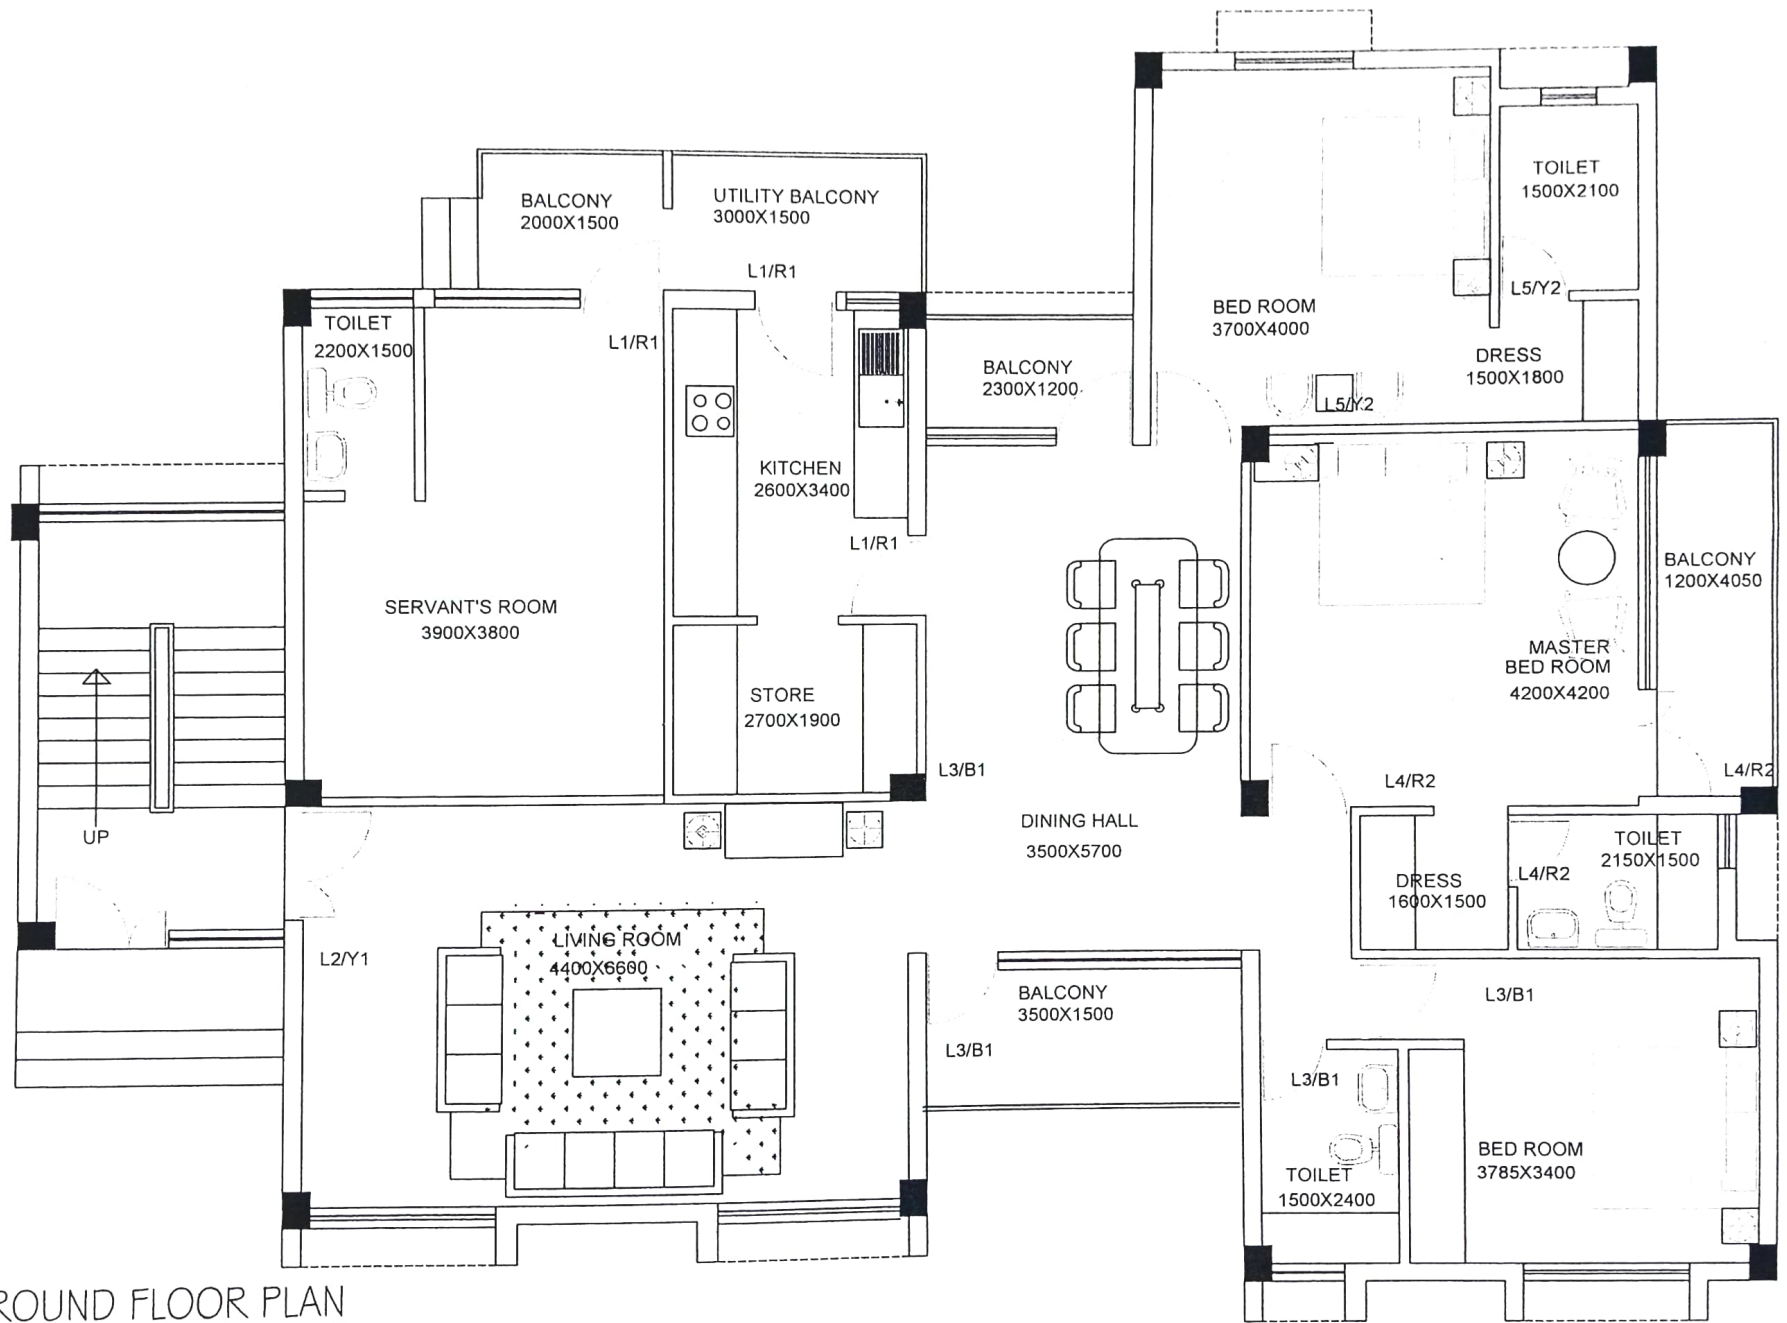 BALCONY
2000X1500
UTILITY BALCONY
3000X1500
L1/R1
TOILET
1500X2100
L5/Y2
BED ROOM
3700X4000
TOILET
2200X1500
L1/R1
BALCONY
2300X1200
DRESS
1500X1800
L5/Y2
KITCHEN
2600X3400
L1/R1
BALCONY
1200X4050
SERVANT'S ROOM
3900X3800
MASTER
BED ROOM
4200X4200
STORE
2700X1900
L3/B1
L4/R2
L4/R2
UP
DINING HALL
3500X5700
TOILET
2150X1500
L4/R2
DRESS
1600X1500
LIVING ROOM
4400X6600
L2/Y1
BALCONY
3500X1500
L3/B1
L3/B1
L3/B1
BED ROOM
3785X3400
TOILET
1500X2400
ROUND FLOOR PLAN